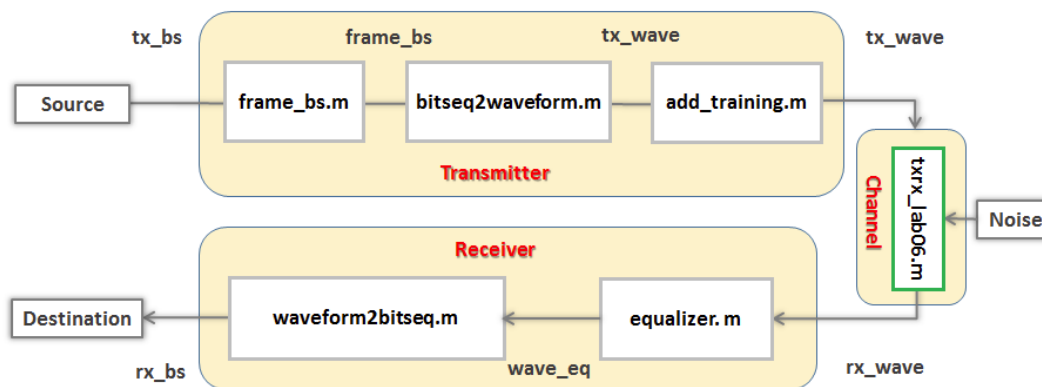 tx_bs
frame_bs
tx_wave
tx_wave
Source
frame_bs.m
bitseq2waveform.m
add_training.m
Transmitter
Channel
txrx_lab06.m
Noise
Receiver
Destination
waveform2bitseq.m
equalizer. m
rx_bs
wave_eq
rx_wave